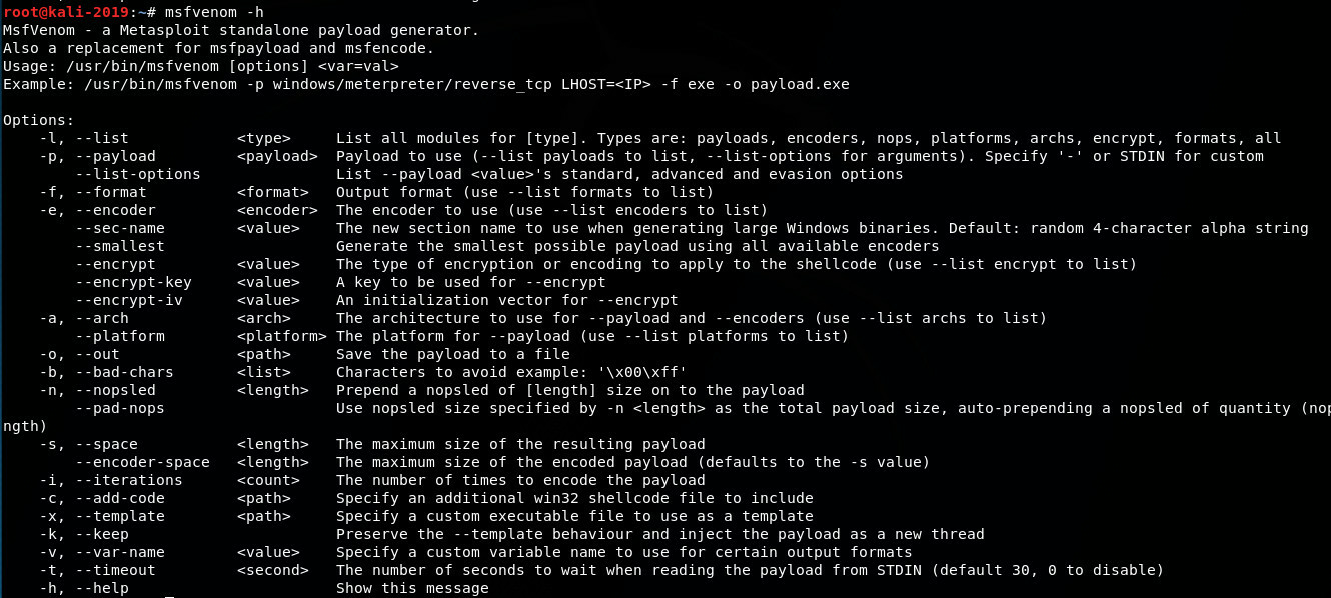 root@kali-2019:~# msfvenom -h
MsfVenom - a Metasploit standalone payload generator.
Also a replacement for msfpayload and msfencode.
Usage: /usr/bin/msfvenom [options] <var=val>
Example: /usr/bin/msfvenom -p windows/meterpreter/reverse_tcp LHOST=<IP> -f exe -o payload.exe

Options:
    -l, --list            <type>     List all modules for [type]. Types are: payloads, encoders, nops, platforms, archs, encrypt, formats, all
    -p, --payload         <payload>  Payload to use (--list payloads to list, --list-options for arguments). Specify '-' or STDIN for custom
        --list-options               List --payload <value>'s standard, advanced and evasion options
    -f, --format          <format>   Output format (use --list formats to list)
    -e, --encoder         <encoder>  The encoder to use (use --list encoders to list)
        --sec-name        <value>    The new section name to use when generating large Windows binaries. Default: random 4-character alpha string
        --smallest                   Generate the smallest possible payload using all available encoders
        --encrypt         <value>    The type of encryption or encoding to apply to the shellcode (use --list encrypt to list)
        --encrypt-key     <value>    A key to be used for --encrypt
        --encrypt-iv      <value>    An initialization vector for --encrypt
    -a, --arch            <arch>     The architecture to use for --payload and --encoders (use --list archs to list)
        --platform        <platform> The platform for --payload (use --list platforms to list)
    -o, --out             <path>     Save the payload to a file
    -b, --bad-chars       <list>     Characters to avoid example: '\x00\xff'
    -n, --nopsled         <length>   Prepend a nopsled of [length] size on to the payload
        --pad-nops                   Use nopsled size specified by -n <length> as the total payload size, auto-prepending a nopsled of quantity (nop
ngth)
    -s, --space           <length>   The maximum size of the resulting payload
        --encoder-space   <length>   The maximum size of the encoded payload (defaults to the -s value)
    -i, --iterations      <count>    The number of times to encode the payload
    -c, --add-code        <path>     Specify an additional win32 shellcode file to include
    -x, --template        <path>     Specify a custom executable file to use as a template
    -k, --keep                       Preserve the --template behaviour and inject the payload as a new thread
    -v, --var-name        <value>    Specify a custom variable name to use for certain output formats
    -t, --timeout         <second>   The number of seconds to wait when reading the payload from STDIN (default 30, 0 to disable)
    -h, --help                       Show this message